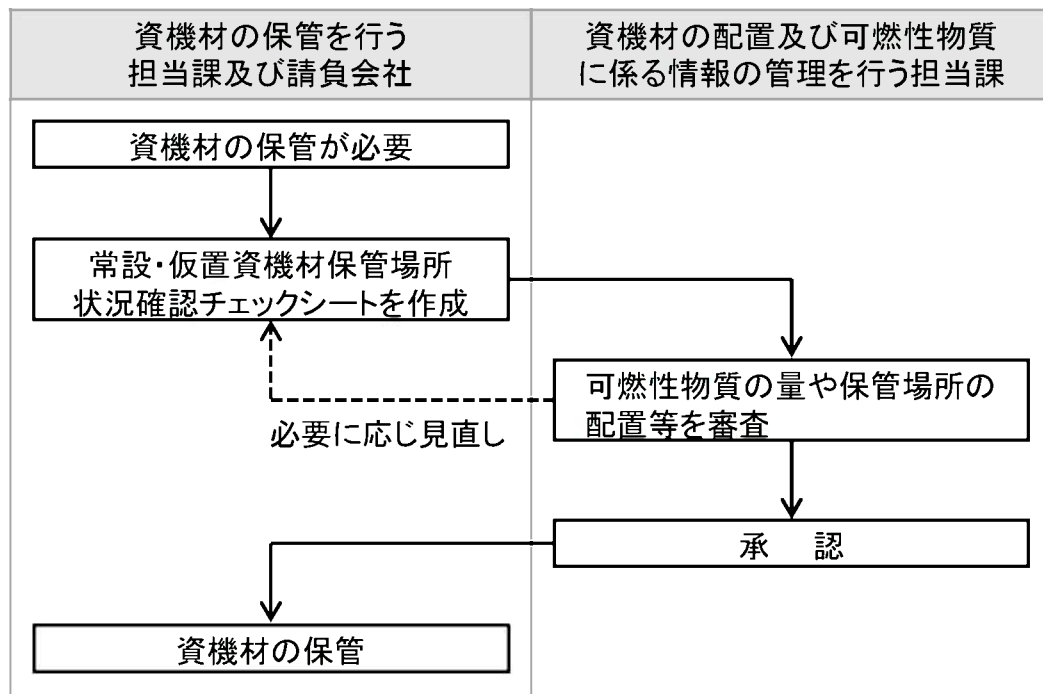 資機材の保管を行う
担当課及び請負会社
資機材の配置及び可燃性物質
に係る情報の管理を行う担当課
資機材の保管が必要
常設・仮置資機材保管場所
状況確認チェックシートを作成
可燃性物質の量や保管場所の
配置等を審査
必要に応じ見直し
承　認
資機材の保管